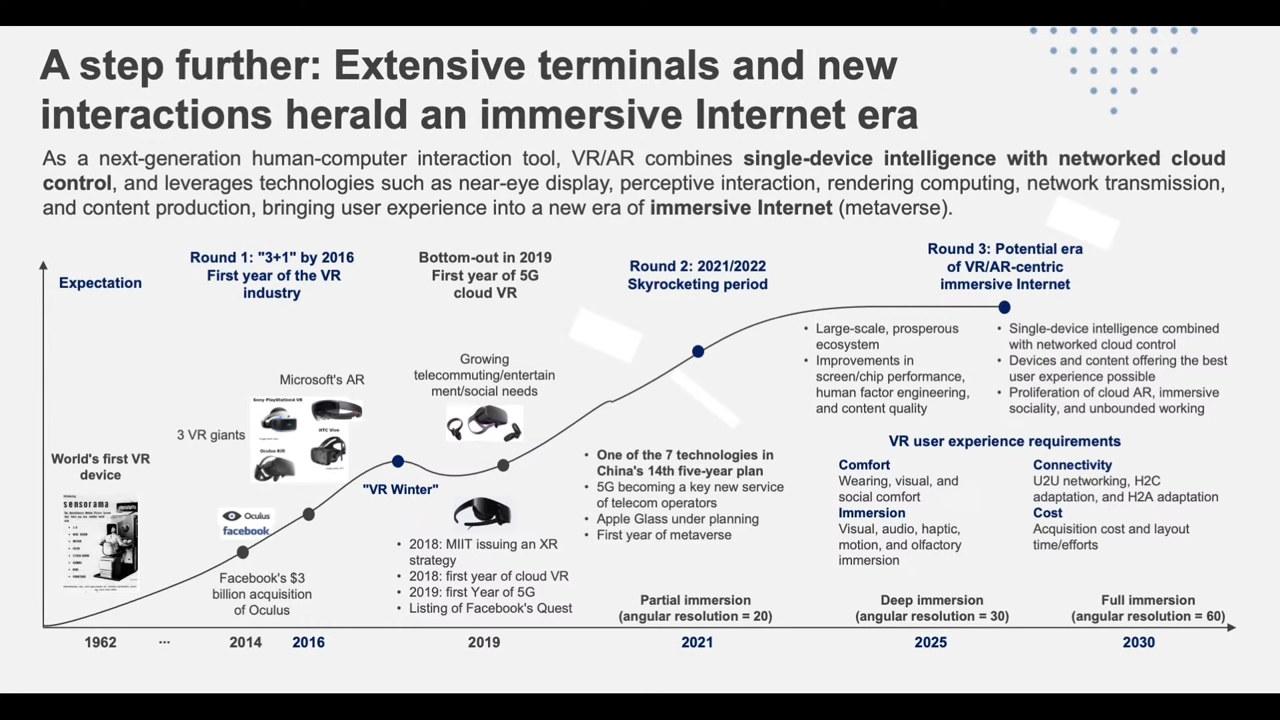 A step further: Extensive terminals and new
interactions herald an immersive Internet era
As a next-generation human-computer interaction tool, VR/AR combines single-device intelligence with networked cloud
control, and leverages technologies such as near-eye display, perceptive interaction, rendering computing, network transmission,
and content production, bringing user experience into a new era of immersive Internet (metaverse).
Expectation
Round 1: "3+1" by 2016
First year of the VR
industry
Bottom-out in 2019
First year of 5G
cloud VR
Round 2: 2021/2022
Skyrocketing period
Round 3: Potential era
of VR/AR-centric
immersive Internet
World's first VR
device
sensorama
3 VR giants
Microsoft's AR
Sony PlayStation VR
HTC Vive
Oculus Rift
Oculus
facebook
Facebook's $3
billion acquisition
of Oculus
"VR Winter"
Growing
telecommuting/entertain
ment/social needs
• 2018: MIIT issuing an XR
strategy
• 2018: first year of cloud VR
• 2019: first Year of 5G
• Listing of Facebook's Quest
• One of the 7 technologies in
China's 14th five-year plan
• 5G becoming a key new service
of telecom operators
• Apple Glass under planning
• First year of metaverse
• Large-scale, prosperous
ecosystem
• Improvements in
screen/chip performance,
human factor engineering,
and content quality
• Single-device intelligence combined
with networked cloud control
• Devices and content offering the best
user experience possible
• Proliferation of cloud AR, immersive
sociality, and unbounded working
VR user experience requirements
Comfort
Wearing, visual, and
social comfort
Immersion
Visual, audio, haptic,
motion, and olfactory
immersion
Connectivity
U2U networking, H2C
adaptation, and H2A adaptation
Cost
Acquisition cost and layout
time/efforts
Partial immersion
(angular resolution = 20)
Deep immersion
(angular resolution = 30)
Full immersion
(angular resolution = 60)
1962
...
2014
2016
2019
2021
2025
2030